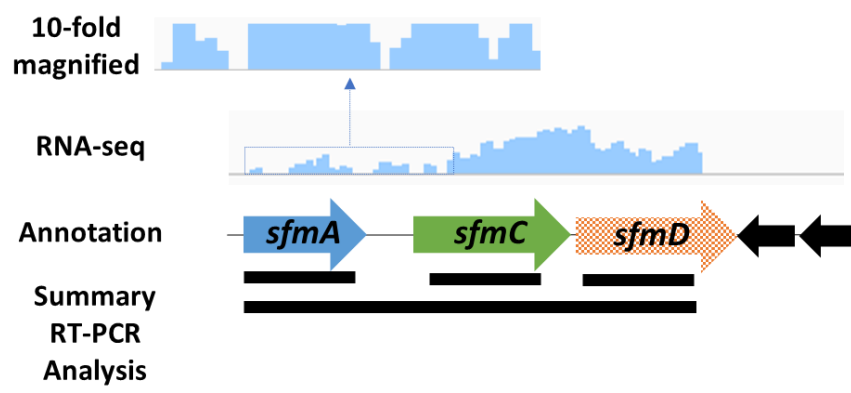 10-fold
magnified
RNA-seq
Annotation
sfmA
sfmC
sfmD
Summary
RT-PCR
Analysis